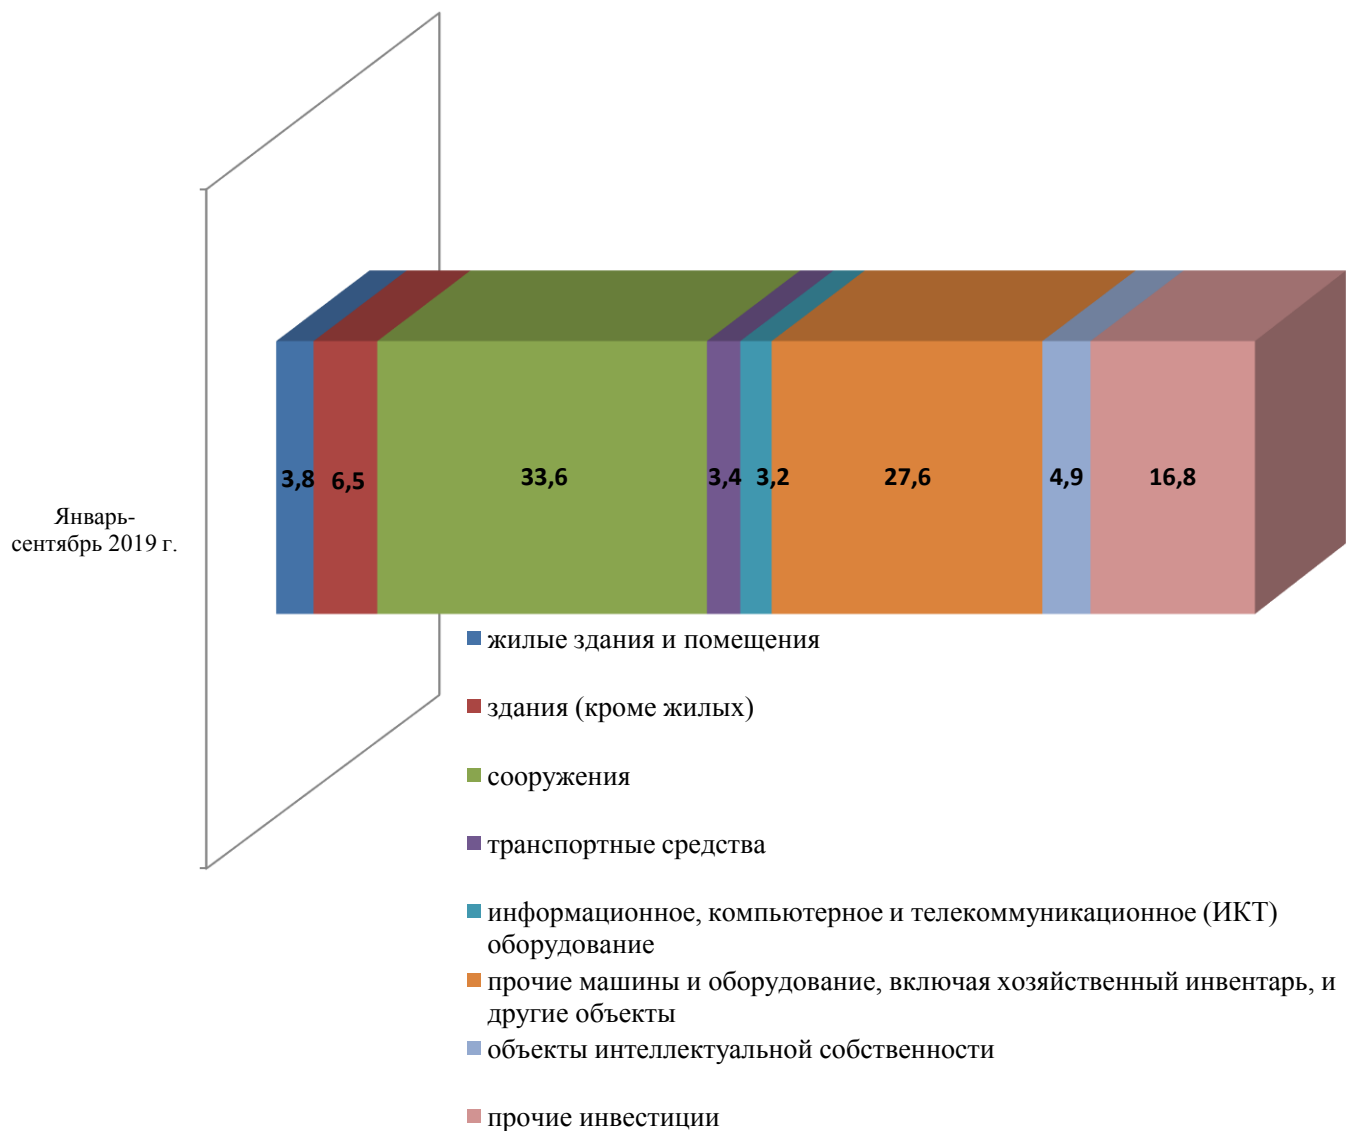 3,8
6,5
33,6
3,4
3,2
27,6
4,9
16,8
Январь-
сентябрь 2019 г.
жилые здания и помещения
здания (кроме жилых)
сооружения
транспортные средства
информационное, компьютерное и телекоммуникационное (ИКТ)
оборудование
прочие машины и оборудование, включая хозяйственный инвентарь, и
другие объекты
объекты интеллектуальной собственности
прочие инвестиции